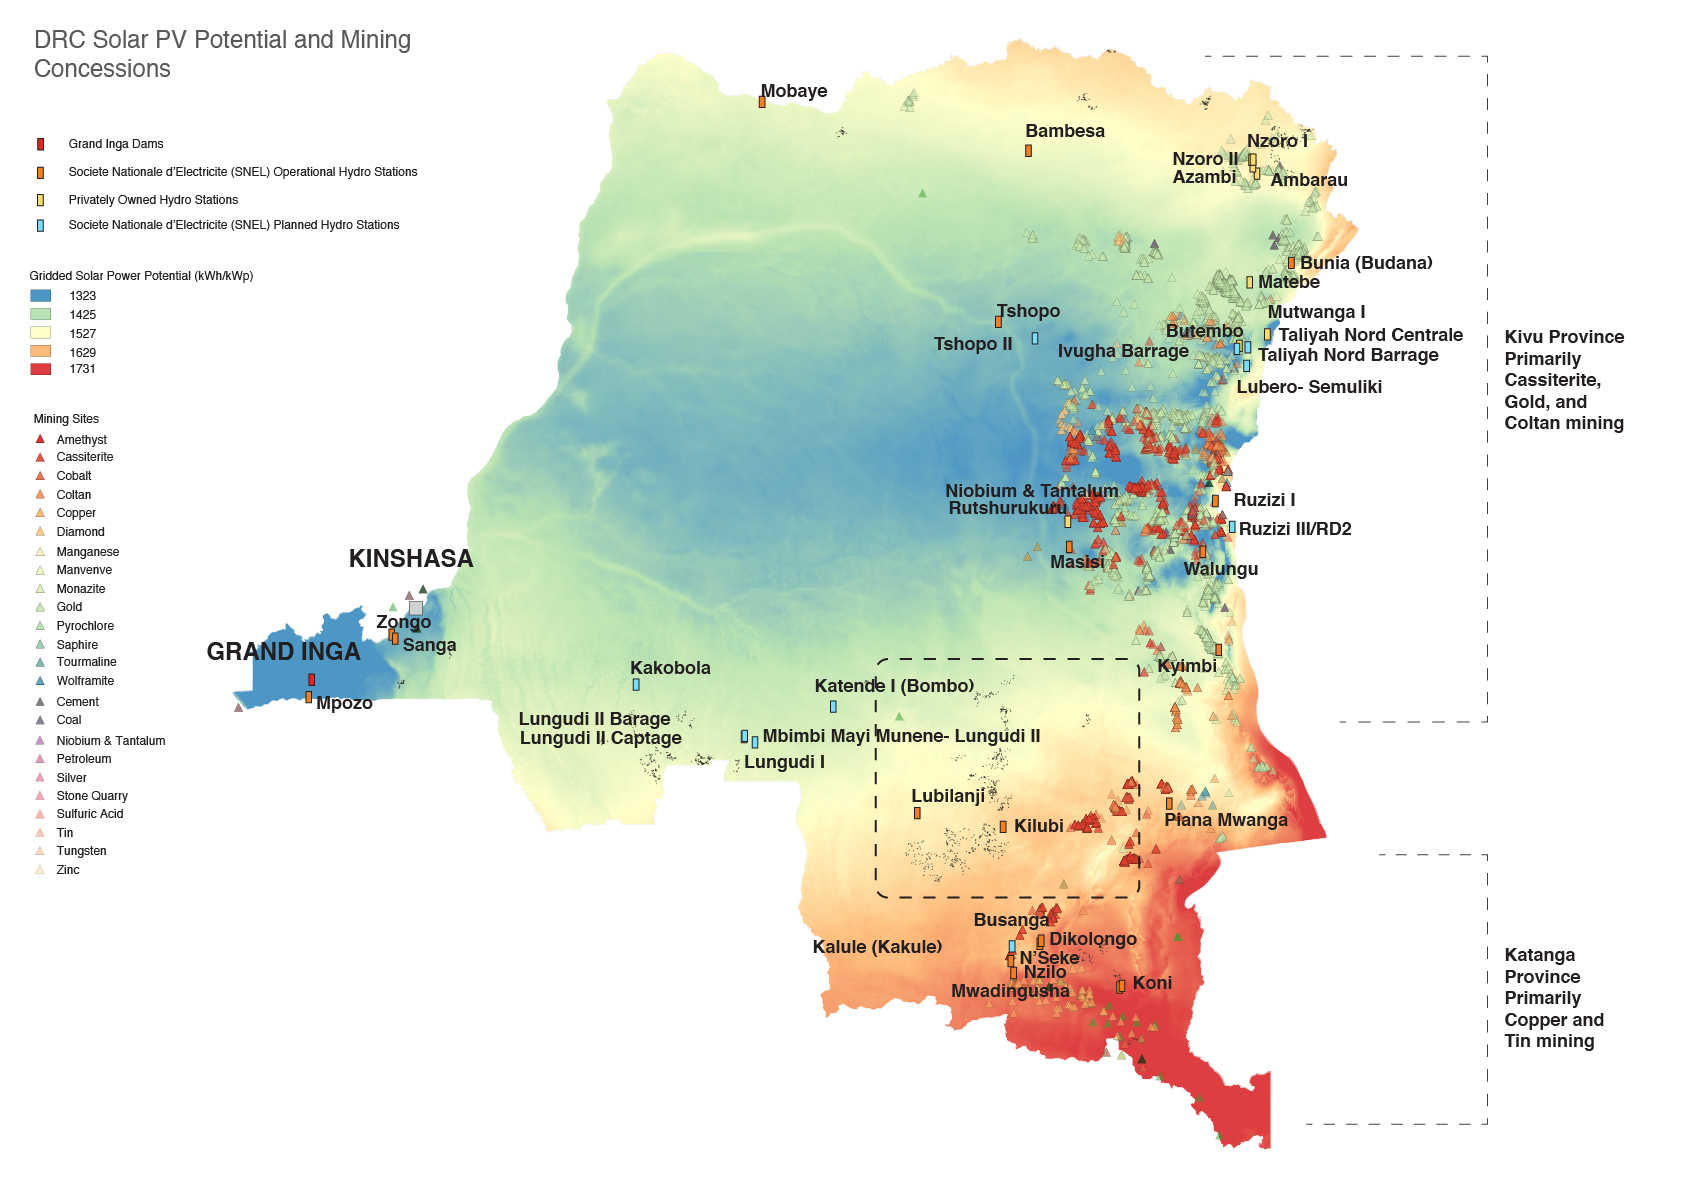 DRC Solar PV Potential and Mining
Concessions
Grand Inga Dams
Societe Nationale d'Electricite (SNEL) Operational Hydro Stations
Privately Owned Hydro Stations
Societe Nationale d'Electricite (SNEL) Planned Hydro Stations
Gridded Solar Power Potential (kWh/kWp)
1323
1425
1527
1629
1731
Mining Sites
Amethyst
Cassiterite
Cobalt
Coltan
Copper
Diamond
Manganese
Manvenve
Monazite
Gold
Pyrochlore
Saphire
Tourmaline
Wolframite
Cement
Coal
Niobium & Tantalum
Petroleum
Silver
Stone Quarry
Sulfuric Acid
Tin
Tungsten
Zinc
Mobaye
Bambesa
Nzoro I
Nzoro II
Azambi
Ambarau
Bunia (Budana)
Matebe
Mutwanga I
Tshopo
Tshopo II
Butembo
Taliyah Nord Centrale
Ivugha Barrage
Taliyah Nord Barrage
Lubero- Semuliki
Niobium & Tantalum
Rutshurukuru
Ruzizi I
Ruzizi III/RD2
Masisi
Walungu
KINSHASA
Zongo
Sanga
GRAND INGA
Mpozo
Kakobola
Kyimbi
Katende I (Bombo)
Lungudi II Barage
Lungudi II Captage
Mbimbi Mayi Munene- Lungudi II
Lungudi I
Lubilanji
Kilubi
Piana Mwanga
Busanga
Kalule (Kakule)
Dikolongo
N'Seke
Nzilo
Mwadingusha
Koni
Kivu Province
Primarily
Cassiterite,
Gold, and
Coltan mining
Katanga
Province
Primarily
Copper and
Tin mining